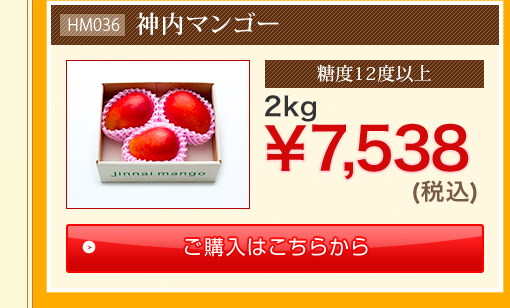 HM036 神内マンゴー
糖度12度以上
2kg
¥7,538
(税込)
jinnai mango
ご購入はこちらから